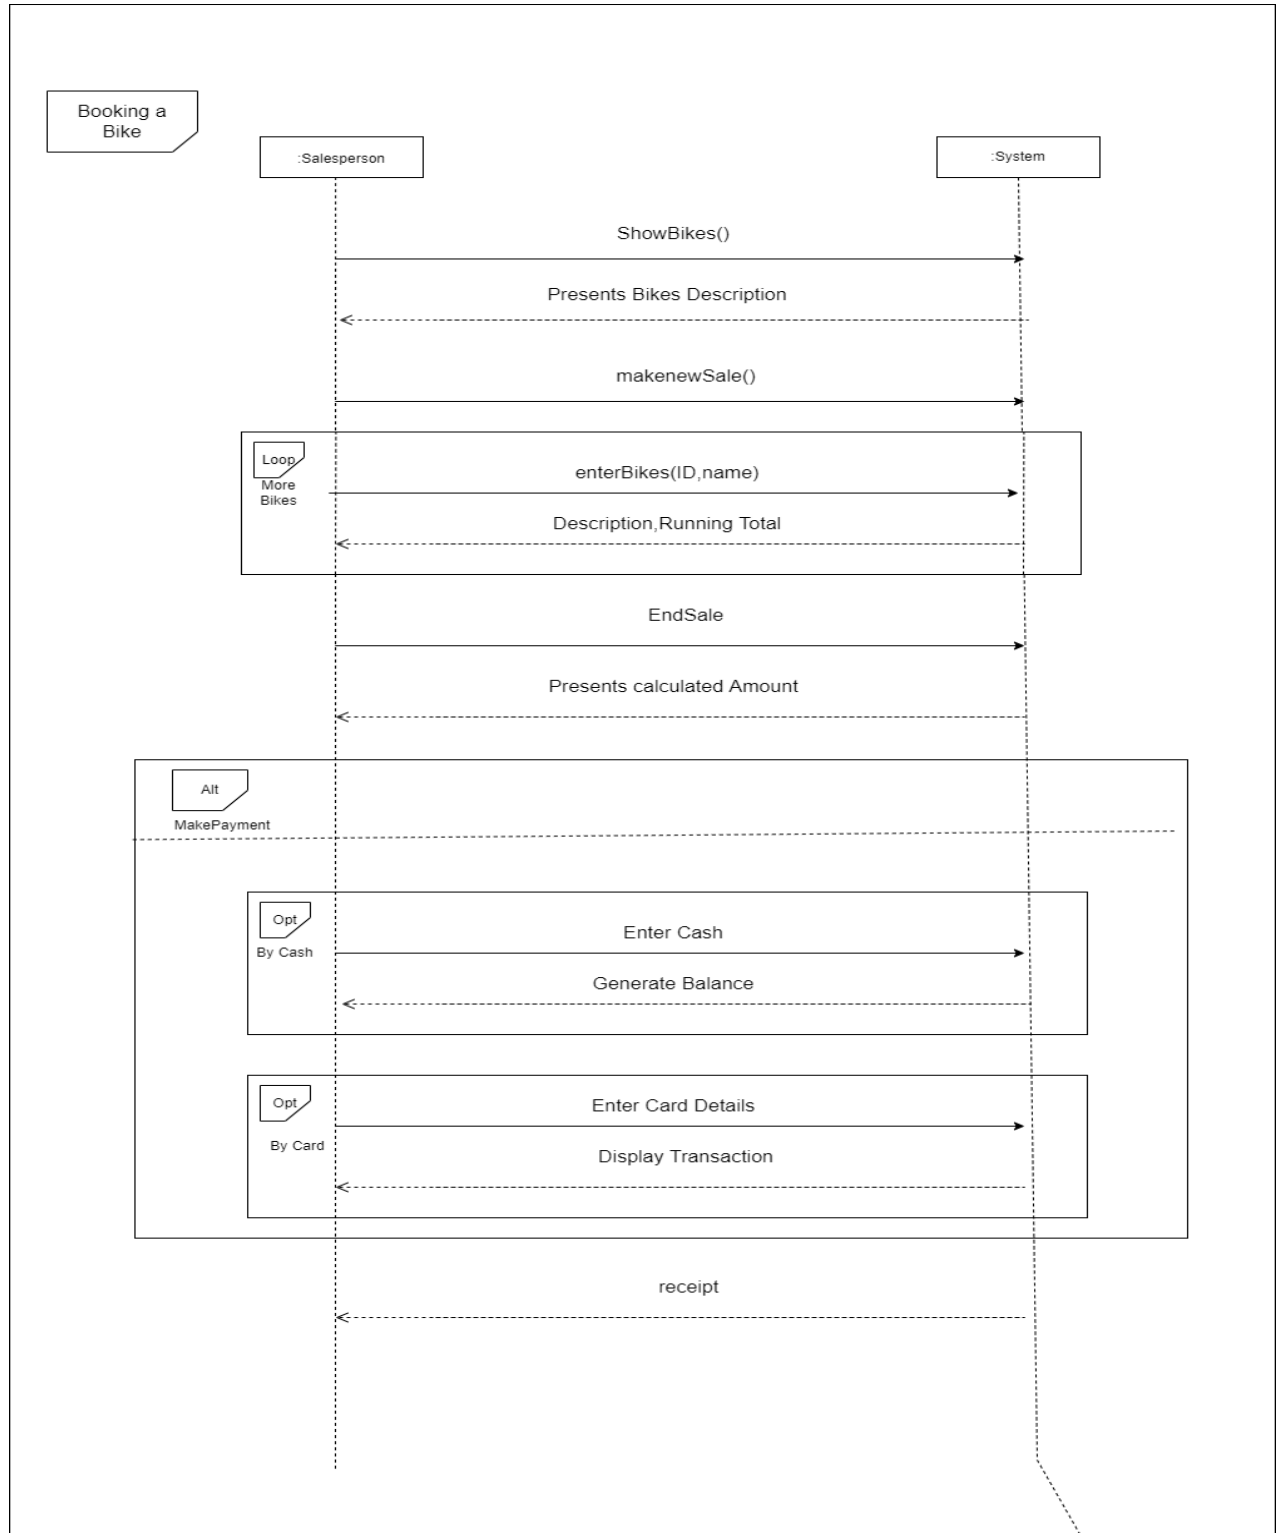 Booking a
Bike
:Salesperson
:System
ShowBikes()
Presents Bikes Description
makenewSale()
Loop
More
Bikes
enterBikes(ID,name)
Description,Running Total
EndSale
Presents calculated Amount
Alt
MakePayment
Opt
By Cash
Enter Cash
Generate Balance
Opt
By Card
Enter Card Details
Display Transaction
receipt